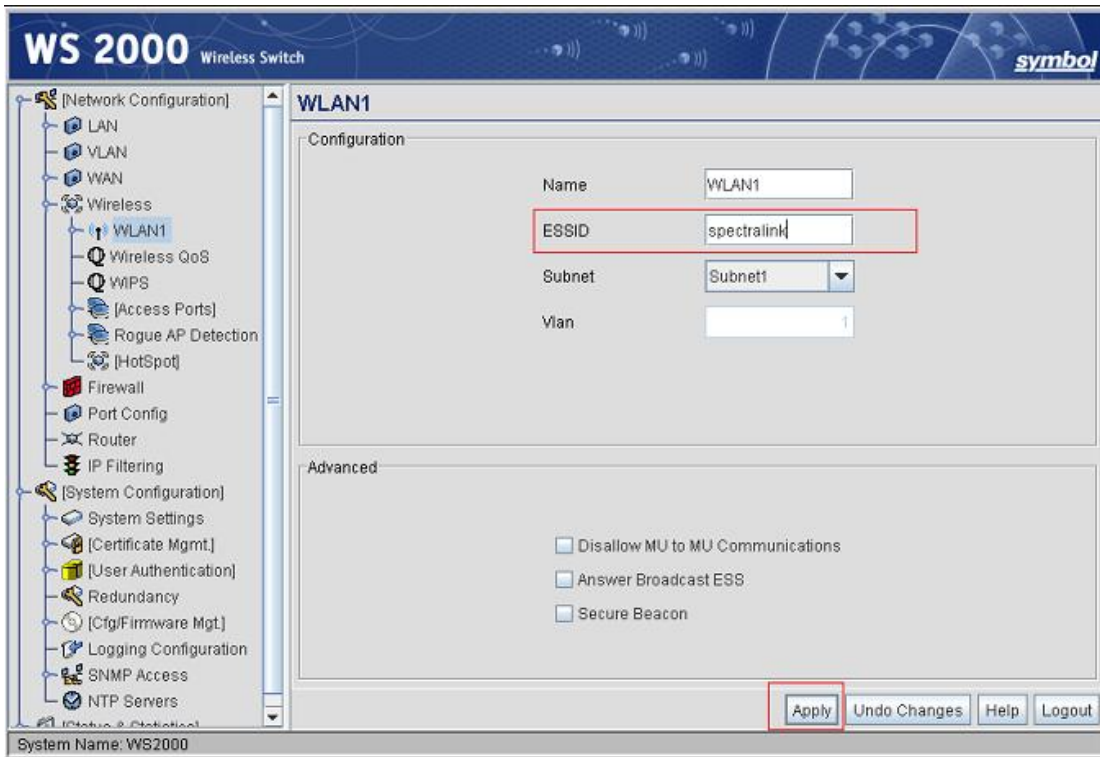 WS 2000 Wireless Switch
symbol
[Network Configuration]
LAN
VLAN
WAN
Wireless
WLAN1
Wireless QoS
WIPS
[Access Ports]
Rogue AP Detection
[HotSpot]
Firewall
Port Config
Router
IP Filtering
[System Configuration]
System Settings
[Certificate Mgmt.]
[User Authentication]
Redundancy
[Cfg/Firmware Mgt.]
Logging Configuration
SNMP Access
NTP Servers
[Status & Statistics]
WLAN1
Configuration
Name WLAN1
ESSID spectralink
Subnet Subnet1
Vlan 1
Advanced
Disallow MU to MU Communications
Answer Broadcast ESS
Secure Beacon
Apply Undo Changes Help Logout
System Name: WS2000